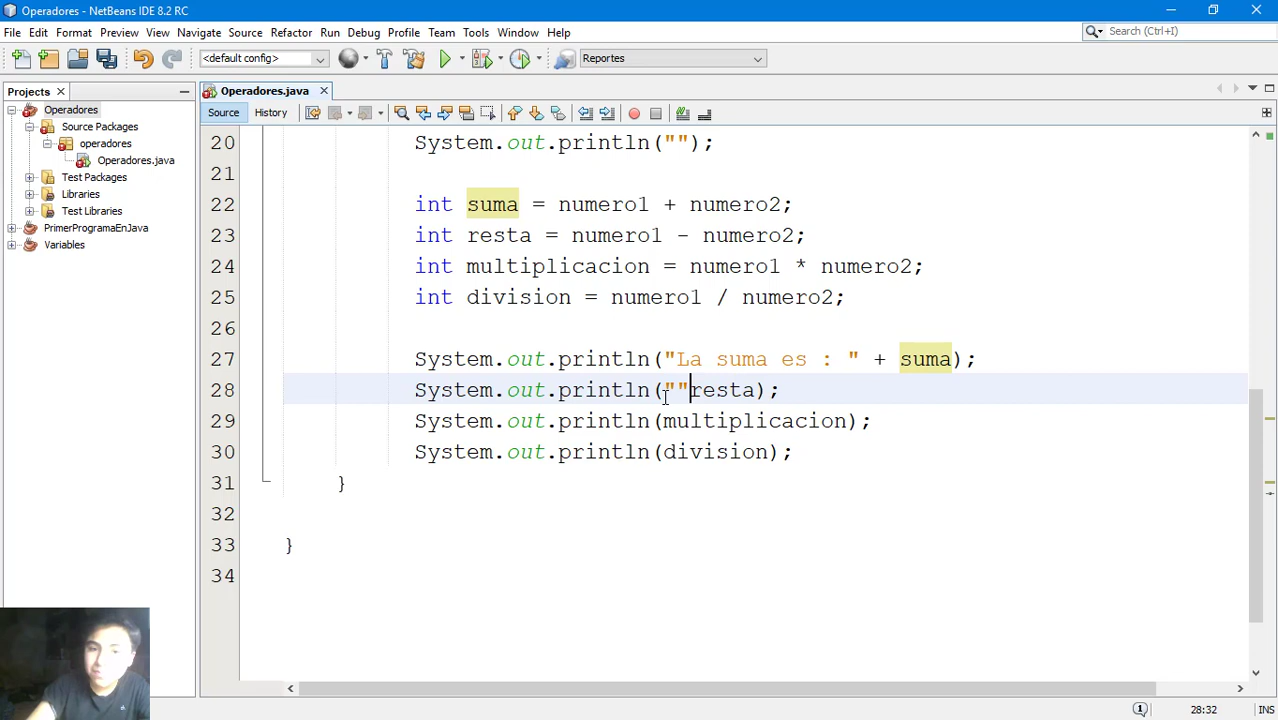 Operadores - NetBeans IDE 8.2 RC
File Edit Format Preview View Navigate Source Refactor Run Debug Profile Team Tools Window Help
Search (Ctrl+I)
<default config>
Reportes
Projects
Operadores.java
Operadores
Source Packages
operadores
Operadores.java
Test Packages
Libraries
Test Libraries
PrimerProgramaEnJava
Variables
Source History
20 System.out.println("");
21
22 int suma = numero1 + numero2;
23 int resta = numero1 - numero2;
24 int multiplicacion = numero1 * numero2;
25 int division = numero1 / numero2;
26
27 System.out.println("La suma es : " + suma);
28 System.out.println(""resta);
29 System.out.println(multiplicacion);
30 System.out.println(division);
31 }
32
33 }
34
28:32 INS